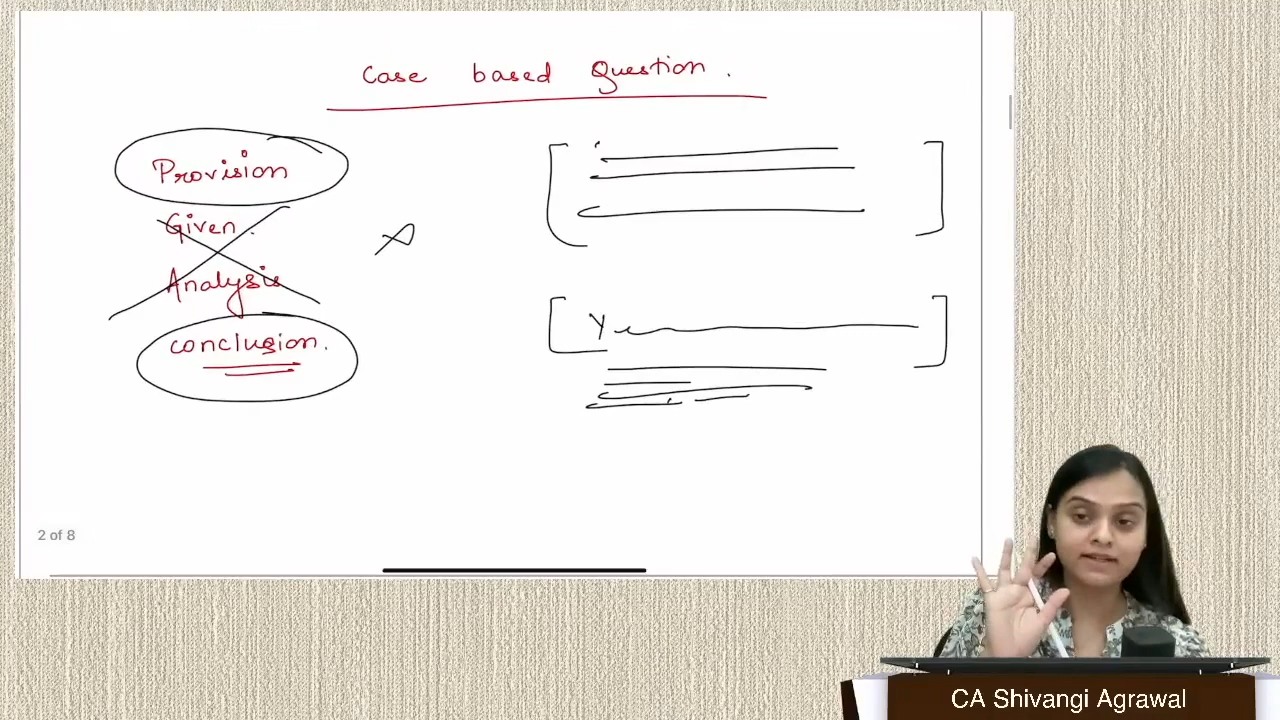 Case based Question.
Provision
Given.
Analysis
conclusion.
Y
2 of 8
CA Shivangi Agrawal